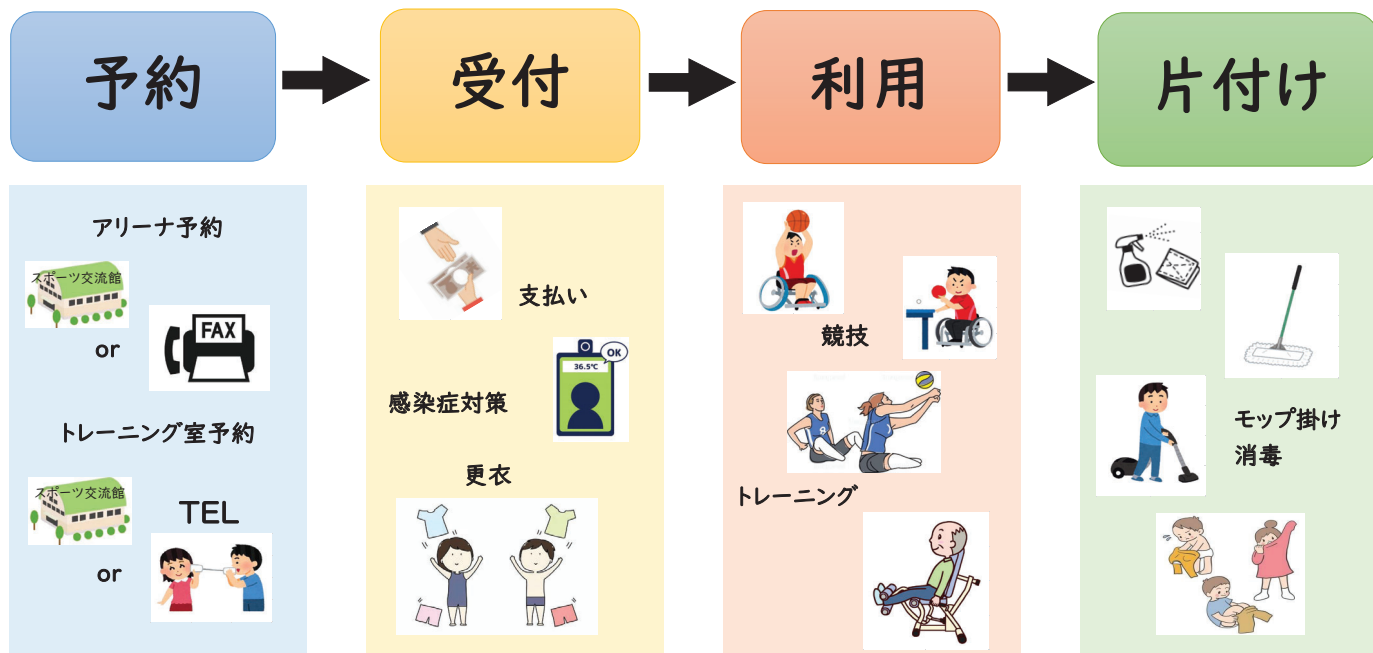 予約
受付
利用
片付け
アリーナ予約
スポーツ交流館
or
FAX
トレーニング室予約
スポーツ交流館
TEL
or
支払い
OK
36.5℃
感染症対策
更衣
競技
トレーニング
モップ掛け
消毒